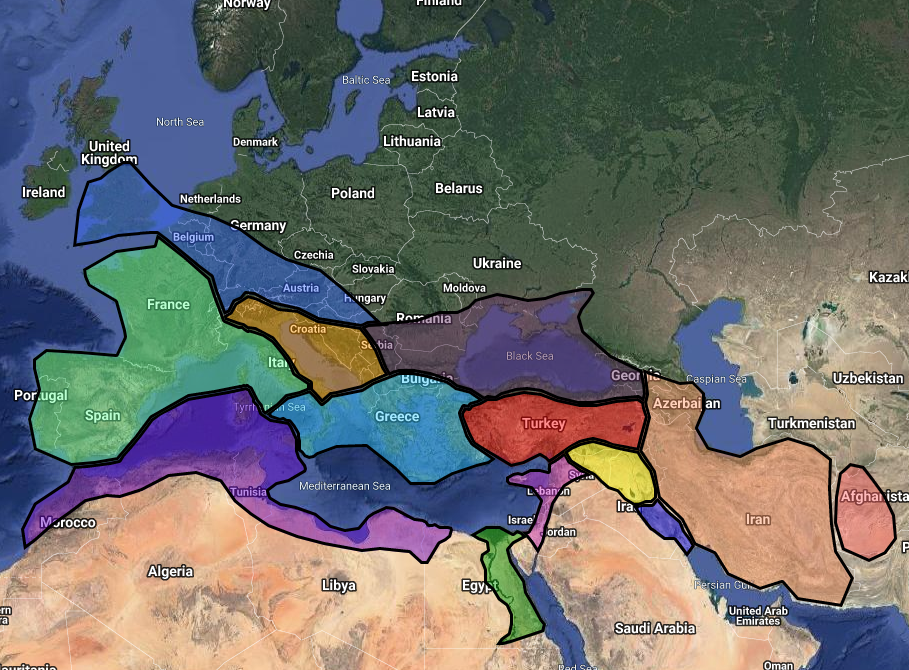 Norway
Finland
Estonia
Baltic Sea
Latvia
North Sea
Denmark
Lithuania
United
Kingdom
Ireland
Netherlands
Poland
Belarus
Germany
Belgium
Czechia
Slovakia
Ukraine
Kazak
Austria
Hungary
Moldova
France
Romania
Croatia
Serbia
Italy
Black Sea
Georgia
Caspian Sea
Uzbekistan
Bulgaria
Portugal
Azerbaijan
Spain
Tyrrhenian Sea
Greece
Turkey
Turkmenistan
Syria
Mediterranean Sea
Tunisia
Lebanon
Afghanista
Iraq
Morocco
Israel
Jordan
Iran
P
Algeria
Libya
Egypt
Persian Gulf
ern
ra
United Arab
Emirates
Saudi Arabia
auritania
Red Sea
Oman